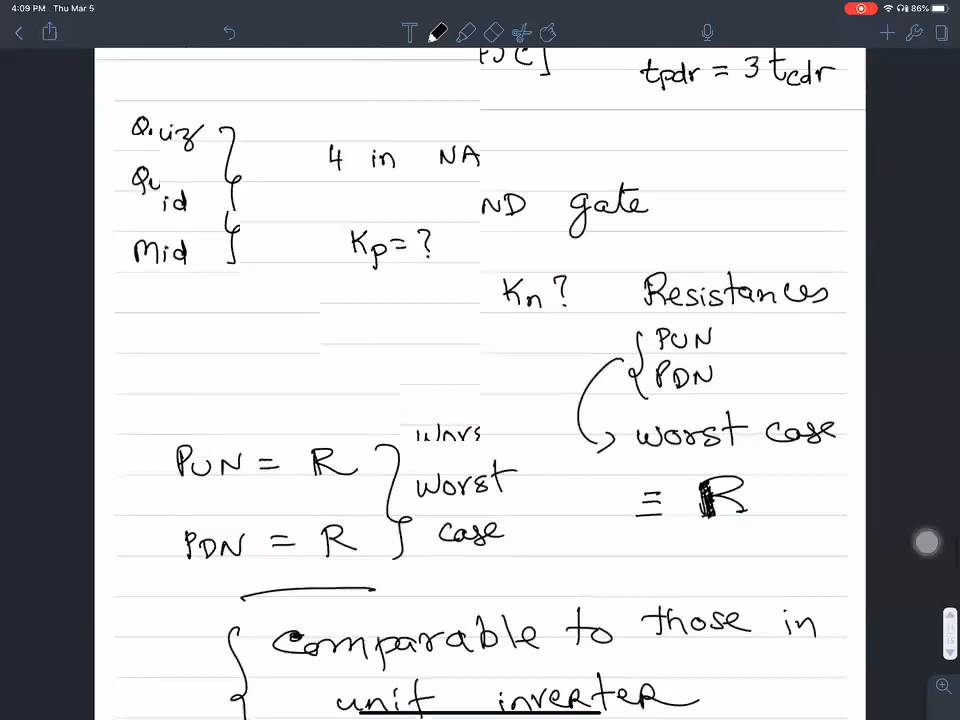 4:09 PM Thu Mar 5
86%
tpdr = 3 tcdr
Quiz
4 in NA
Qu
id
ND gate
Mid
Kp = ?
Kn ? Resistances
PUN
PDN
worst case
PUN = R
worst
≡ R
PDN = R
case
Comparable to those in
unit inverter